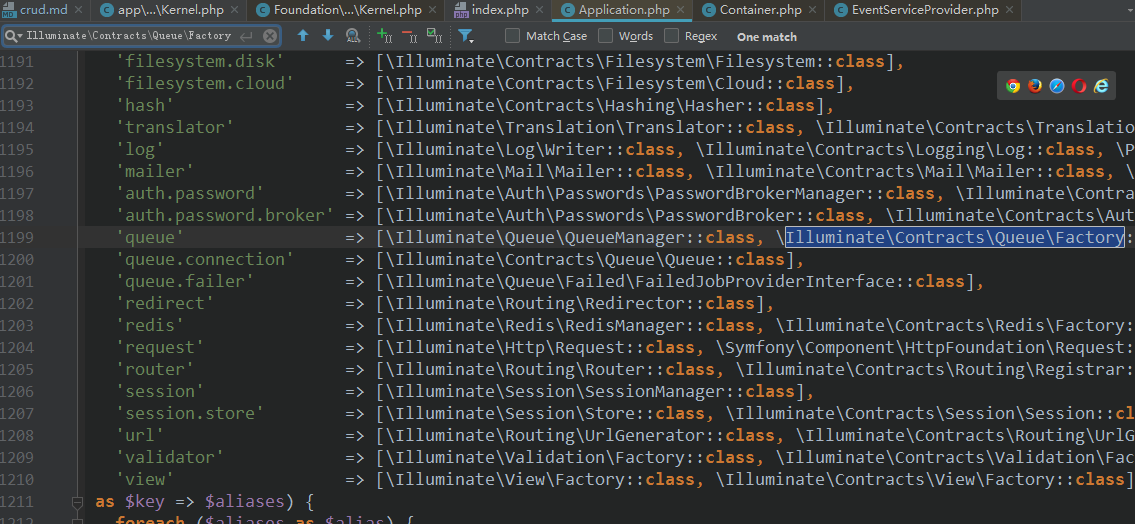 crud.md × app\...\Kernel.php × Foundation\...\Kernel.php × index.php × Application.php × Container.php × EventServiceProvider.php ×
Illuminate\Contracts\Queue\Factory Match Case Words Regex One match
1191 'filesystem.disk' => [\Illuminate\Contracts\Filesystem\Filesystem::class],
1192 'filesystem.cloud' => [\Illuminate\Contracts\Filesystem\Cloud::class],
1193 'hash' => [\Illuminate\Contracts\Hashing\Hasher::class],
1194 'translator' => [\Illuminate\Translation\Translator::class, \Illuminate\Contracts\Translatio
1195 'log' => [\Illuminate\Log\Writer::class, \Illuminate\Contracts\Logging\Log::class, \P
1196 'mailer' => [\Illuminate\Mail\Mailer::class, \Illuminate\Contracts\Mail\Mailer::class, \
1197 'auth.password' => [\Illuminate\Auth\Passwords\PasswordBrokerManager::class, \Illuminate\Contra
1198 'auth.password.broker' => [\Illuminate\Auth\Passwords\PasswordBroker::class, \Illuminate\Contracts\Aut
1199 'queue' => [\Illuminate\Queue\QueueManager::class, \Illuminate\Contracts\Queue\Factory:
1200 'queue.connection' => [\Illuminate\Contracts\Queue\Queue::class],
1201 'queue.failer' => [\Illuminate\Queue\Failed\FailedJobProviderInterface::class],
1202 'redirect' => [\Illuminate\Routing\Redirector::class],
1203 'redis' => [\Illuminate\Redis\RedisManager::class, \Illuminate\Contracts\Redis\Factory:
1204 'request' => [\Illuminate\Http\Request::class, \Symfony\Component\HttpFoundation\Request:
1205 'router' => [\Illuminate\Routing\Router::class, \Illuminate\Contracts\Routing\Registrar:
1206 'session' => [\Illuminate\Session\SessionManager::class],
1207 'session.store' => [\Illuminate\Session\Store::class, \Illuminate\Contracts\Session\Session::cl
1208 'url' => [\Illuminate\Routing\UrlGenerator::class, \Illuminate\Contracts\Routing\UrlG
1209 'validator' => [\Illuminate\Validation\Factory::class, \Illuminate\Contracts\Validation\Fac
1210 'view' => [\Illuminate\View\Factory::class, \Illuminate\Contracts\View\Factory::class]
1211 as $key => $aliases) {
foreach ($aliases as $alias) {